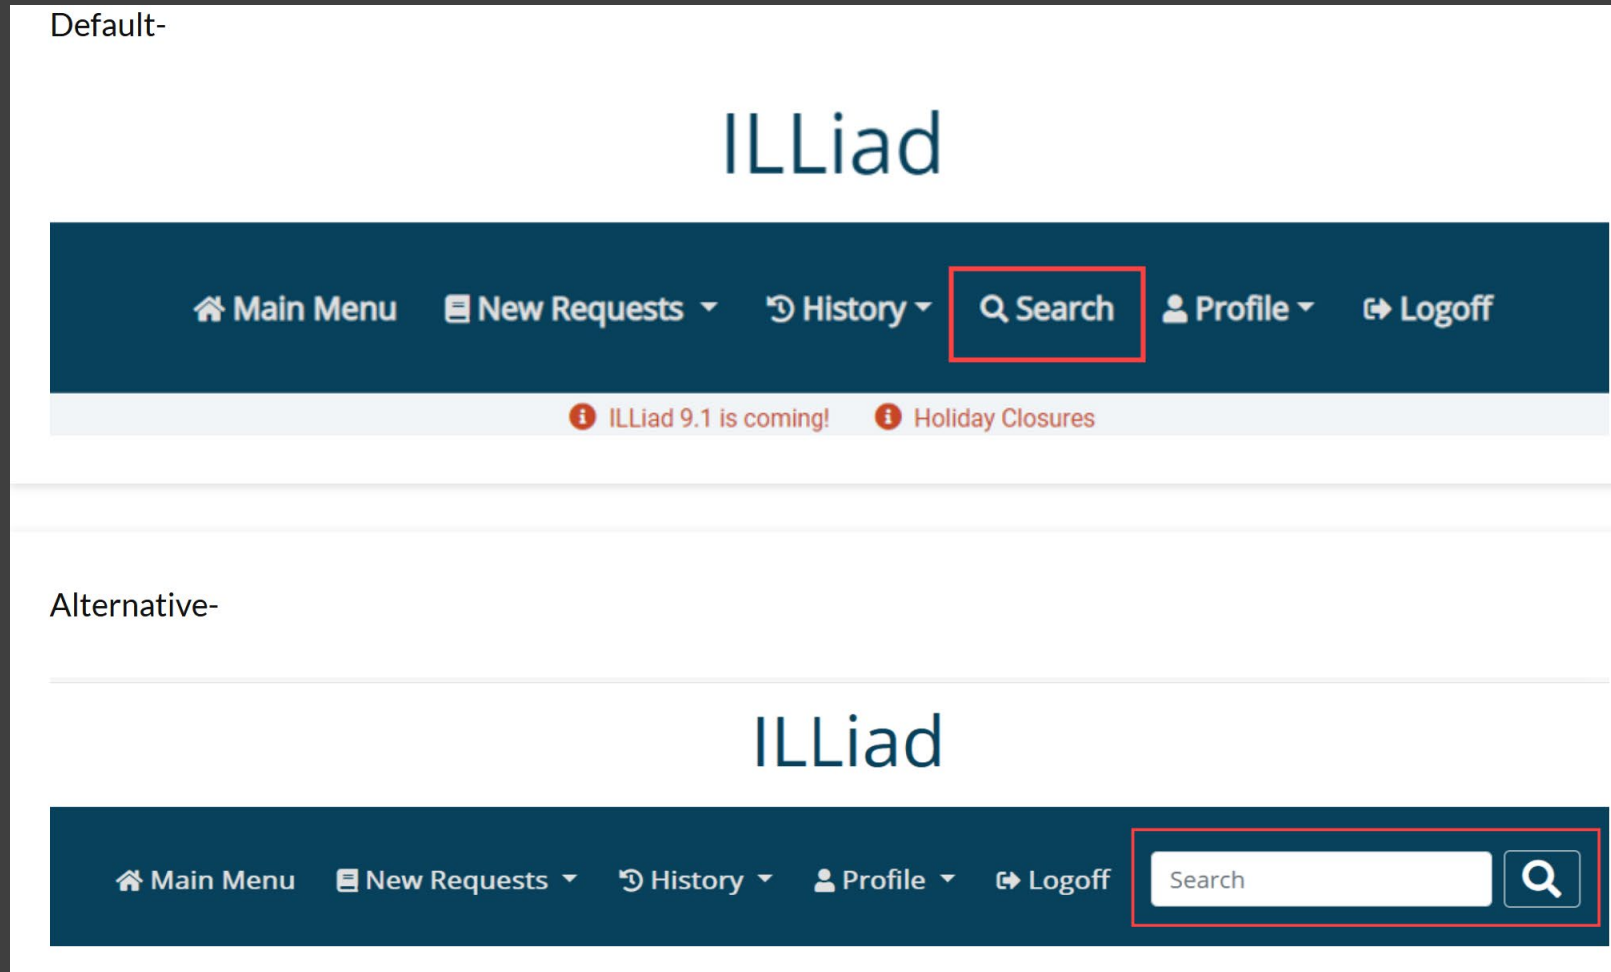 Default-
ILLiad
Main Menu New Requests History Search Profile Logoff
ILLiad 9.1 is coming! Holiday Closures
Alternative-
ILLiad
Main Menu New Requests History Profile Logoff Search